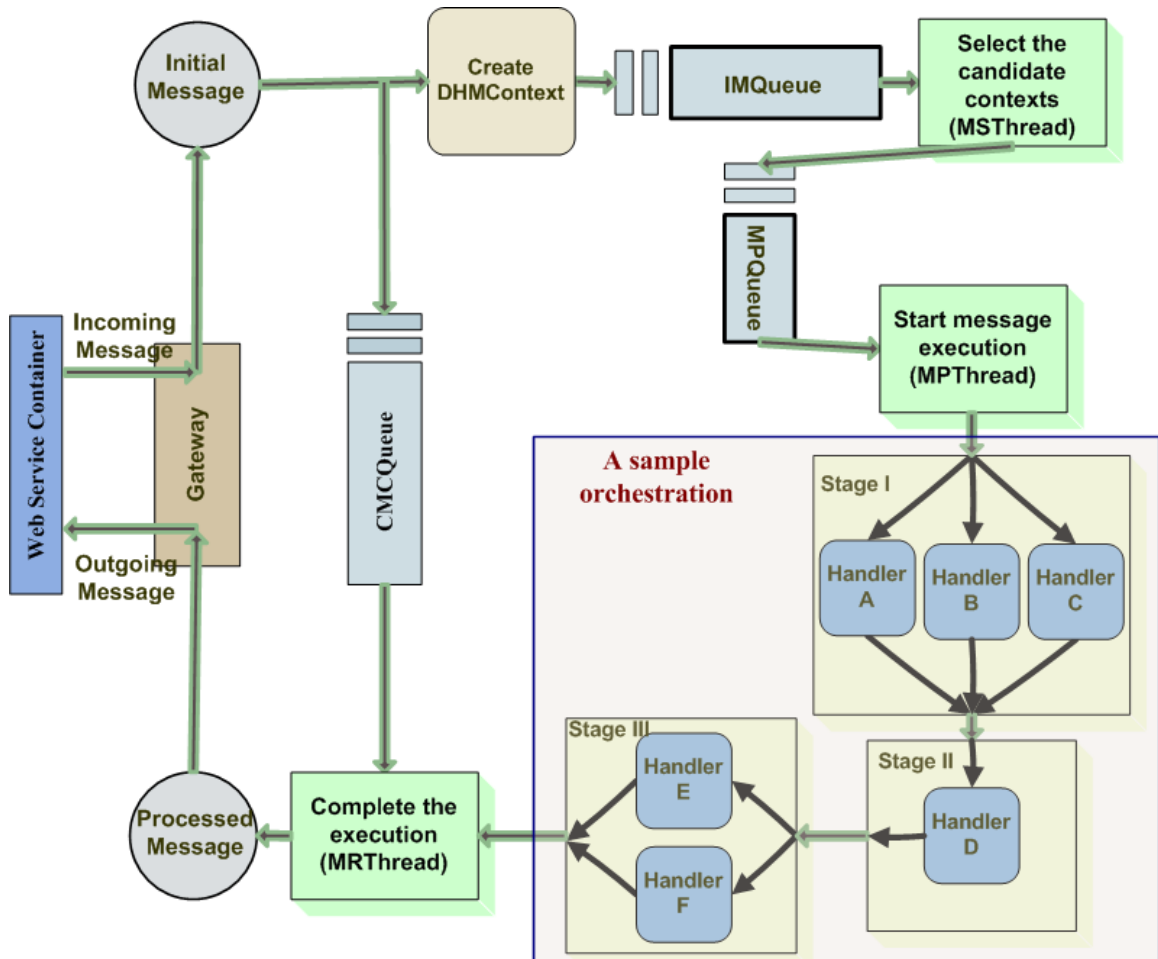 Initial
Message
Create
DHMContext
IMQueue
Select the
candidate
contexts
(MSThread)
MPQueue
Incoming
Message
Start message
execution
(MPThread)
Web Service Container
Gateway
CMCQueue
A sample
orchestration
Stage I
Handler
A
Handler
B
Handler
C
Outgoing
Message
Stage III
Stage II
Handler
E
Handler
D
Handler
F
Processed
Message
Complete the
execution
(MRThread)